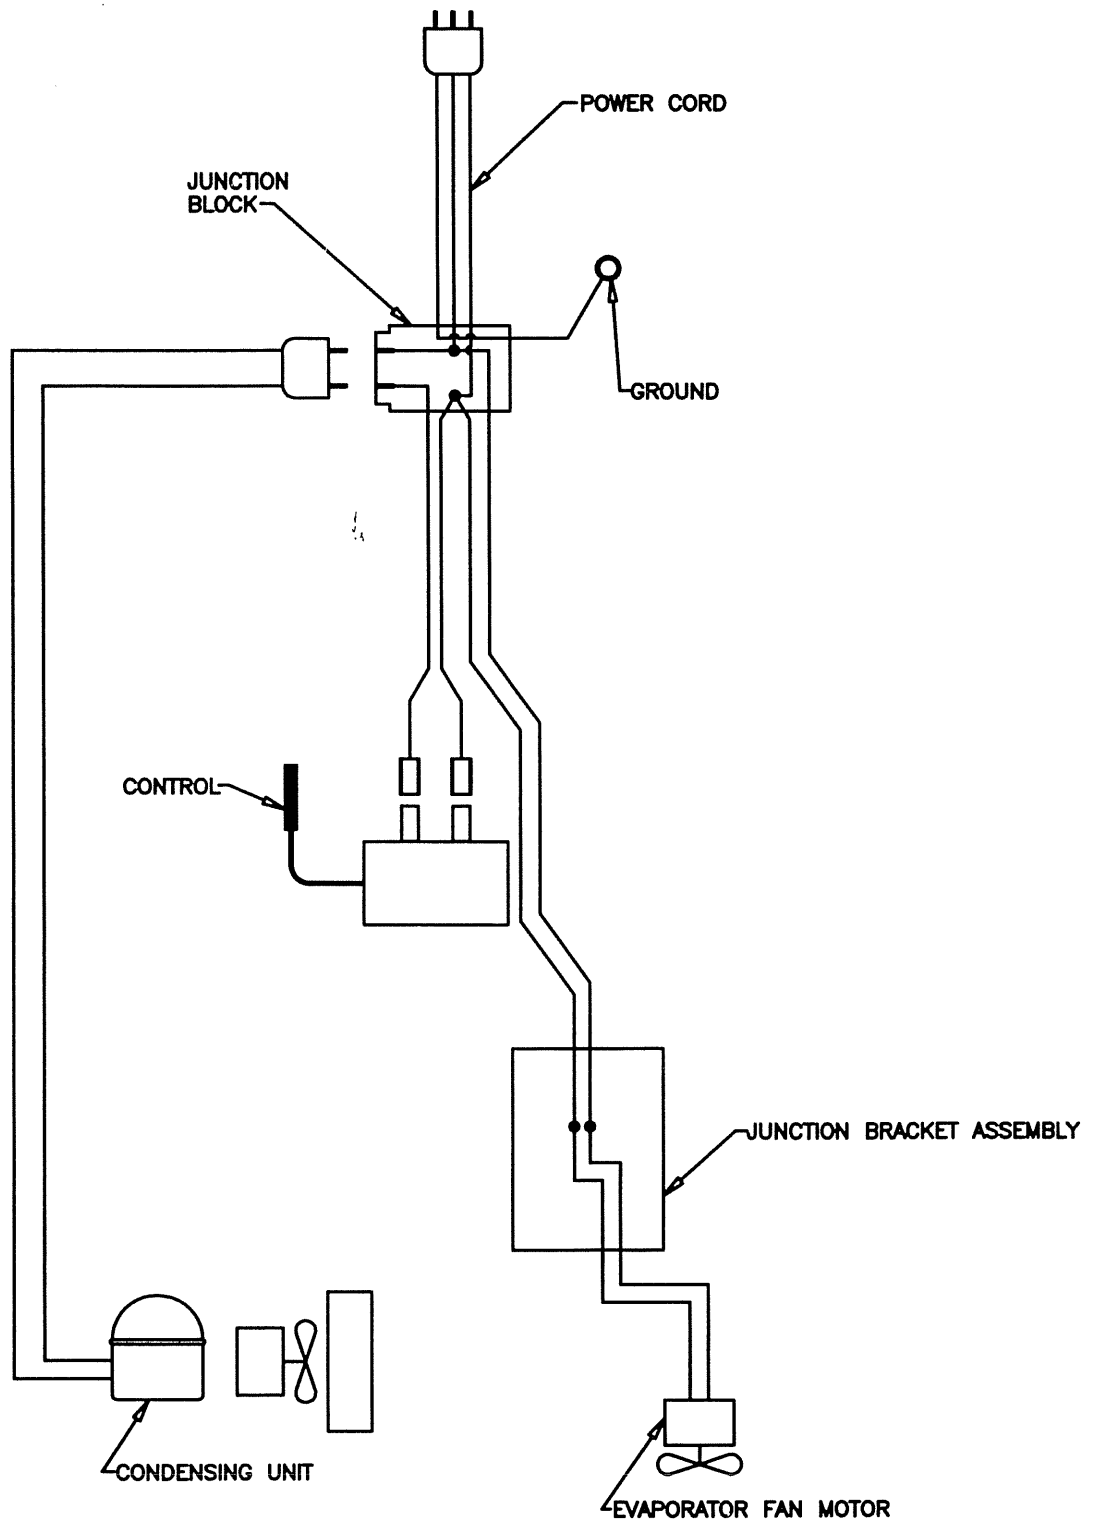 POWER CORD
JUNCTION
BLOCK
GROUND
CONTROL
JUNCTION BRACKET ASSEMBLY
CONDENSING UNIT
EVAPORATOR FAN MOTOR